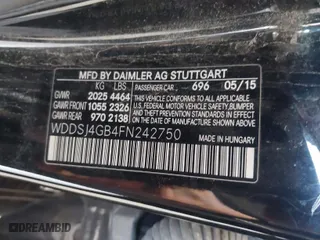 MFD BY DAIMLER AG STUTTGART
KG LBS PASSENGER CAR, 696 05/15
GVWR 2025 4464
GAWR FRONT 1055 2326
GAWR REAR 970 2138
THIS VEHICLE CONFORMS TO ALL APPLICABLE
FEDERAL MOTOR VEHICLE SAFETY, BUMPER,
AND THEFT PREVENTION STANDARDS IN
EFFECT ON THE DATE OF MANUFACTURE
SHOWN ABOVE.
WDDSJ4GB4FN242750
MADE IN HUNGARY
DREAMBID